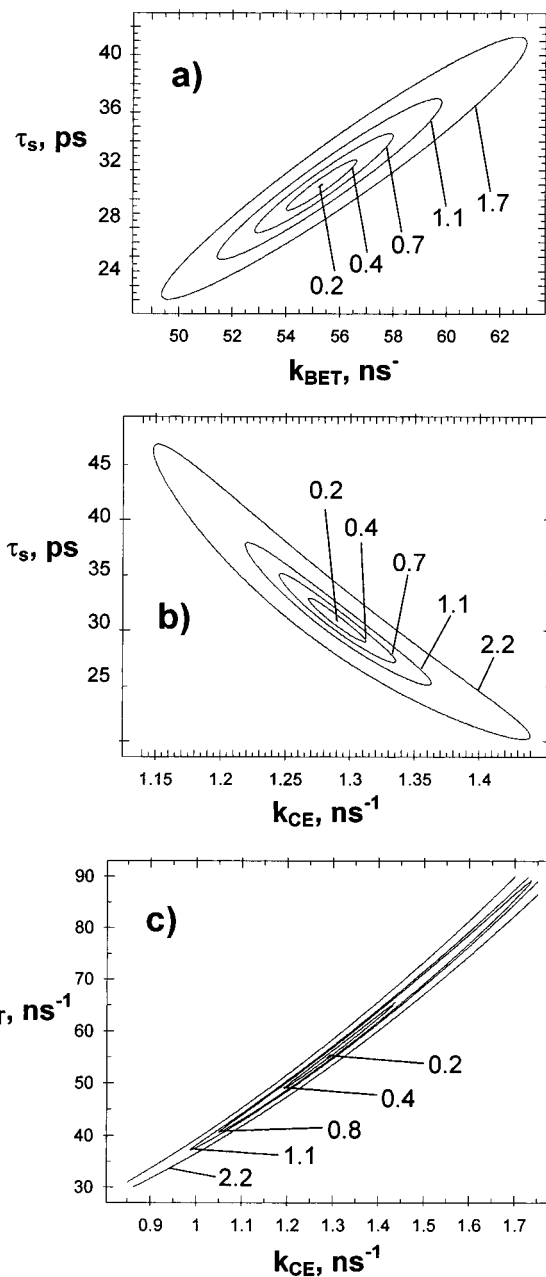 40
a)
36
τs, ps
32
28
1.7
1.1
0.7
24
0.4
0.2
50 52 54 56 58 60 62
kBET, ns-
45
0.2
40
0.4
τs, ps
35
0.7
30
b)
1.1
2.2
25
1.15 1.2 1.25 1.3 1.35 1.4
kCE, ns-1
90
c)
80
70
T, ns-1
60
0.2
50
0.4
0.8
40
1.1
2.2
30
0.9 1 1.1 1.2 1.3 1.4 1.5 1.6 1.7
kCE, ns-1